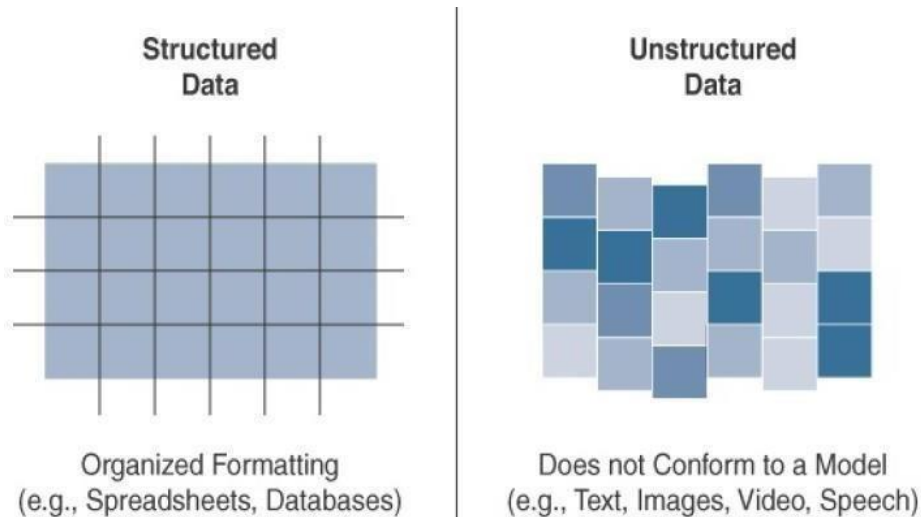 Structured
Data
Organized Formatting
(e.g., Spreadsheets, Databases)
Unstructured
Data
Does not Conform to a Model
(e.g., Text, Images, Video, Speech)